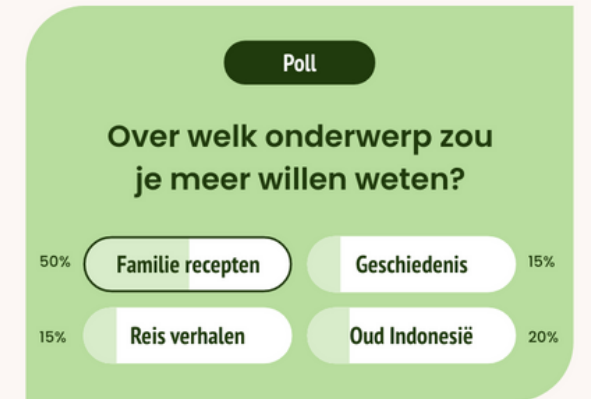 Poll
Over welk onderwerp zou
je meer willen weten?
50% Familie recepten Geschiedenis 15%
15% Reis verhalen Oud Indonesië 20%